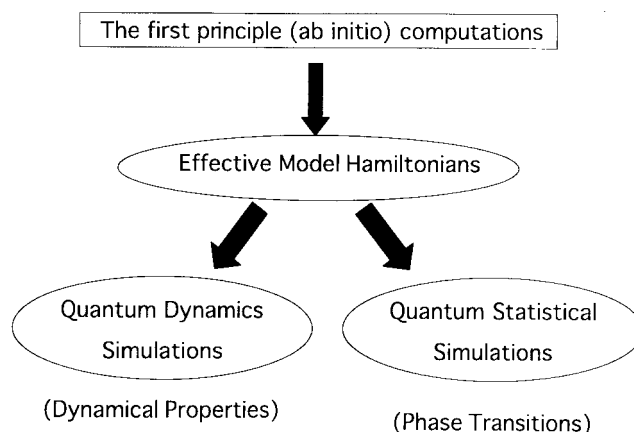 The first principle (ab initio) computations
Effective Model Hamiltonians
Quantum Dynamics
Simulations
(Dynamical Properties)
Quantum Statistical
Simulations
(Phase Transitions)